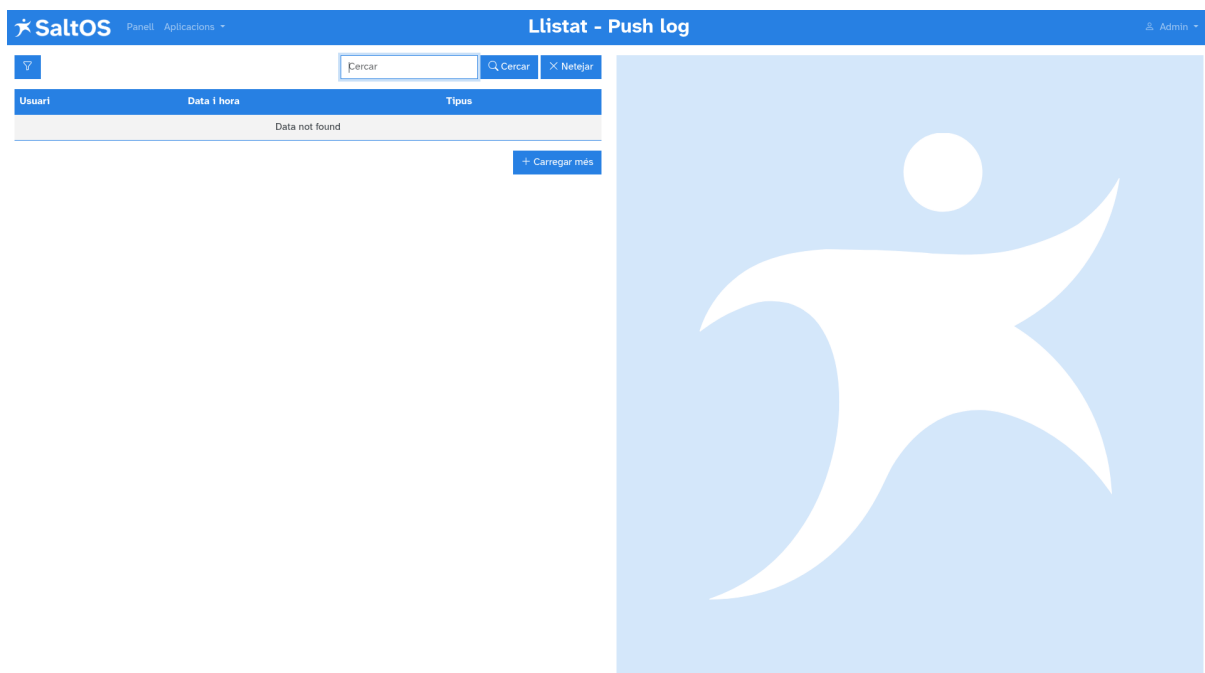 SaltOS Panell Aplicacions Llistat - Push log Admin
Cercar Cercar Netejar
Usuari Data i hora Tipus
Data not found
Carregar més